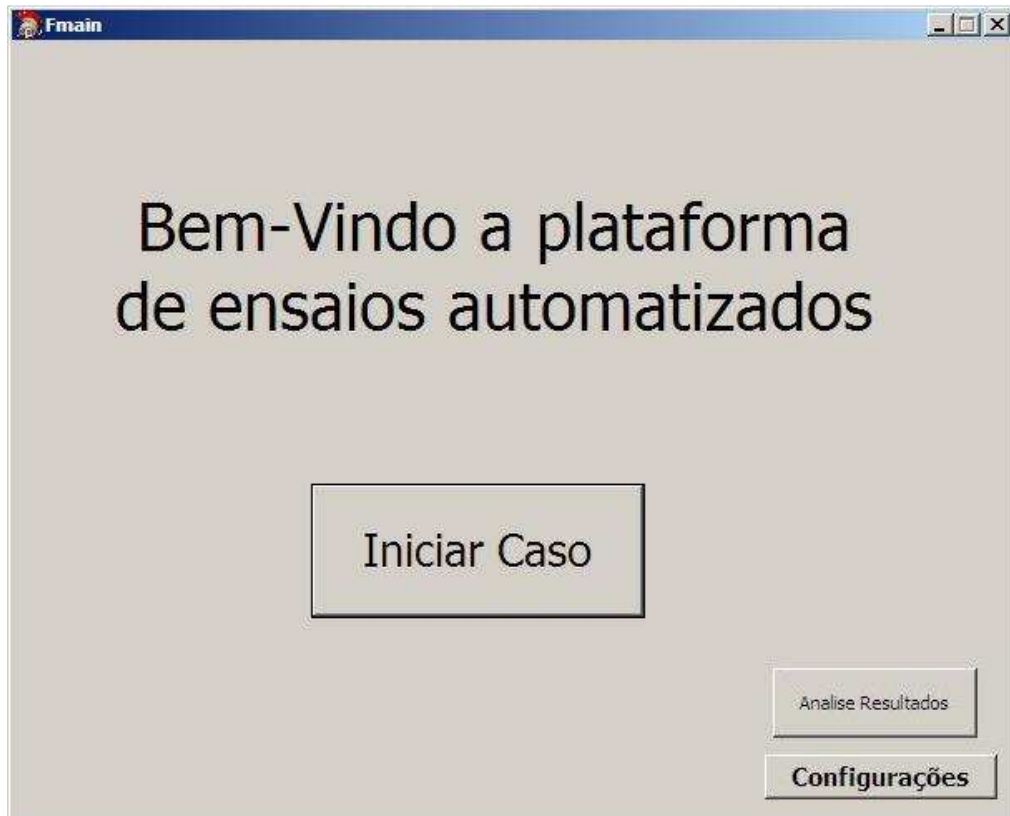 Fmain
Bem-Vindo a plataforma
de ensaios automatizados
Iniciar Caso
Analise Resultados
Configurações